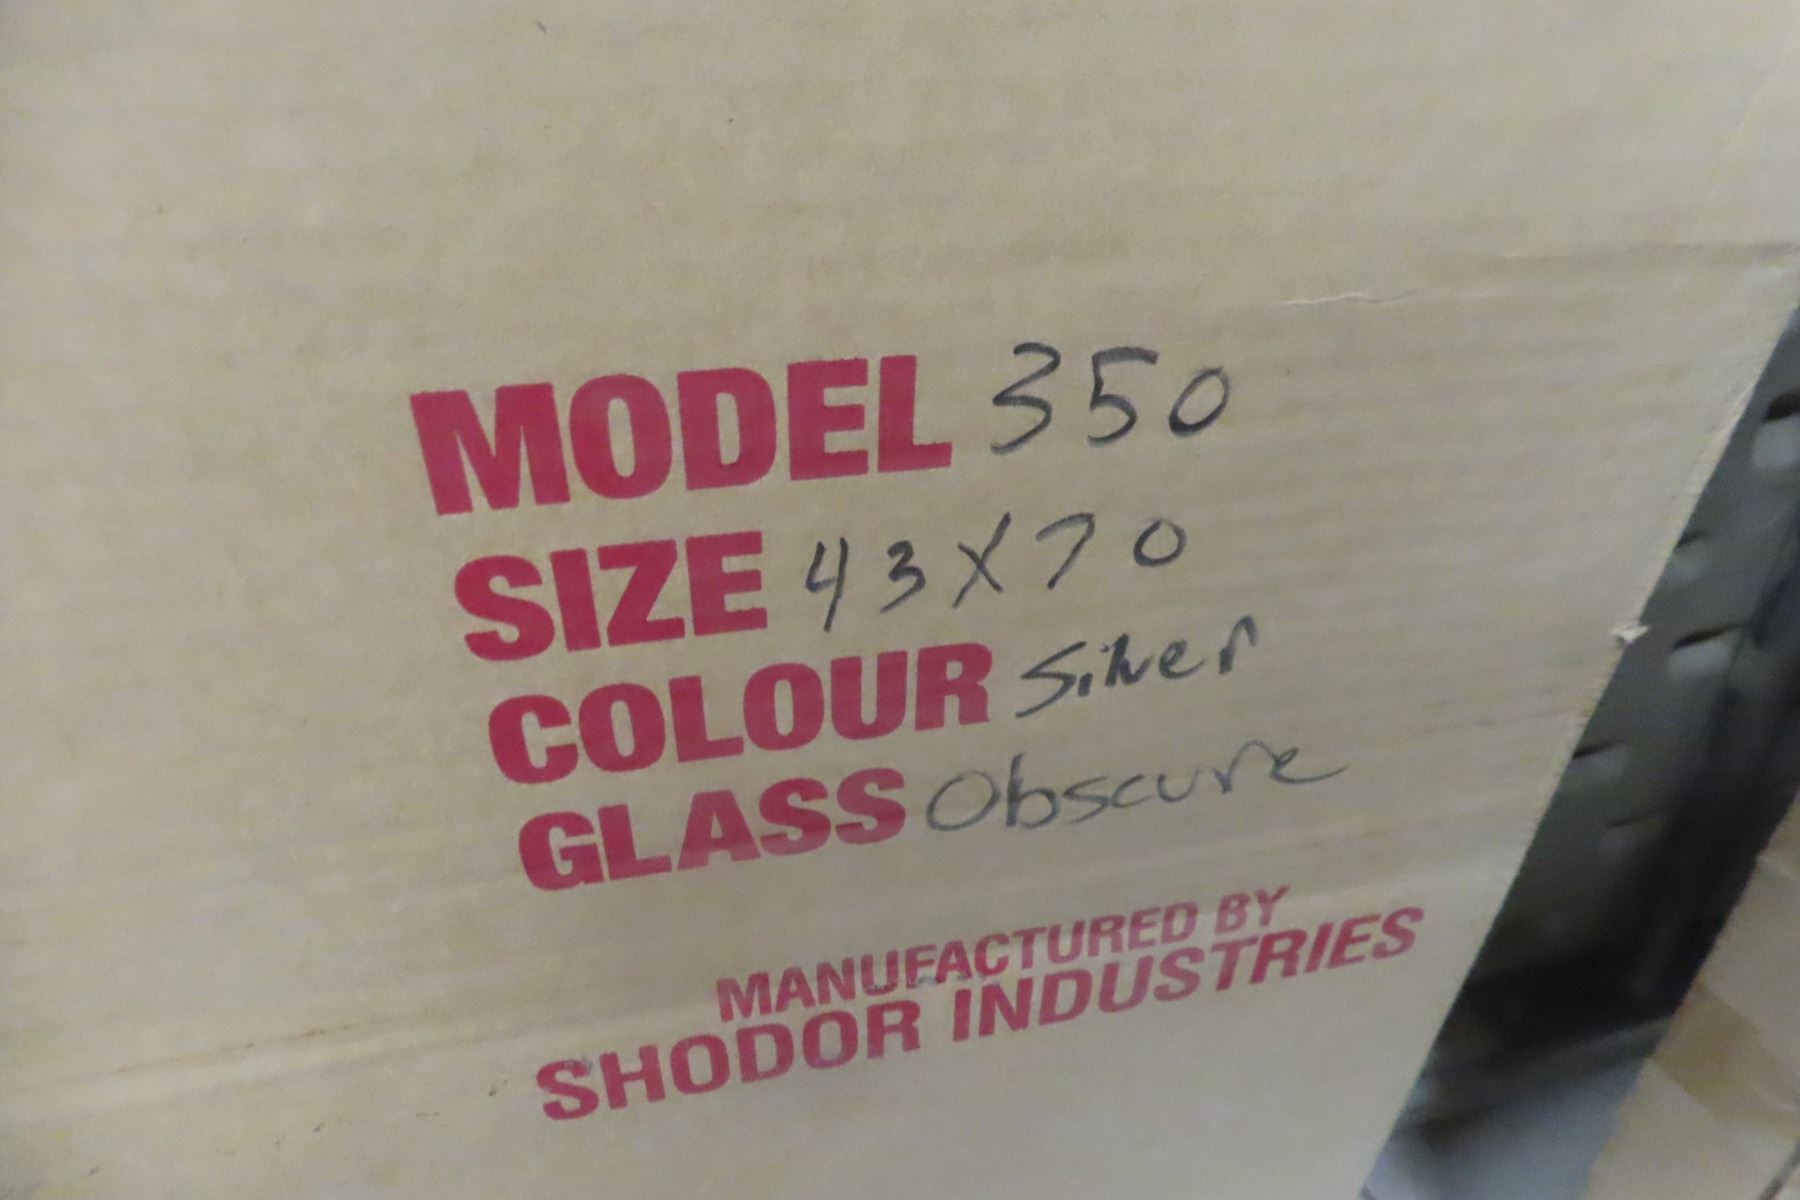 MODEL 350
SIZE 43X70
COLOUR Silver
GLASS Obscure
MANUFACTURED BY
SHODOR INDUSTRIES